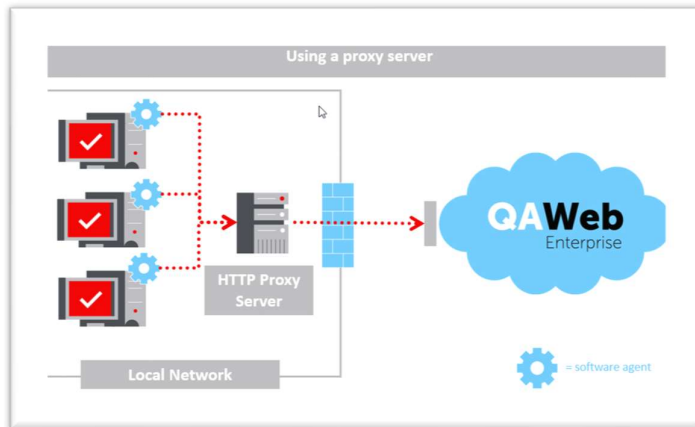 Using a proxy server
QAWeb
Enterprise
HTTP Proxy
Server
Local Network
= software agent